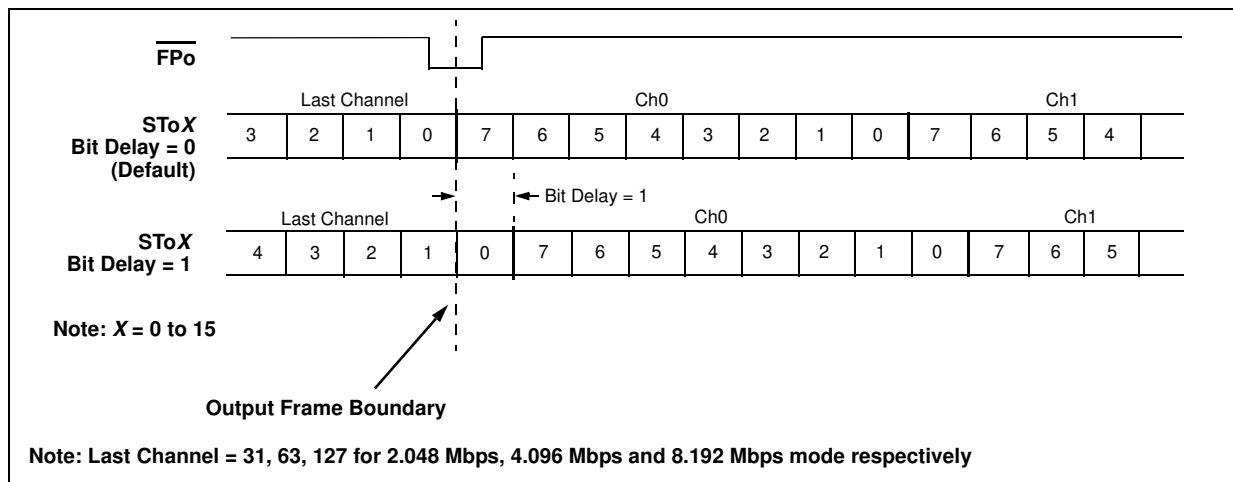 FPo
Last Channel Ch0 Ch1
SToX
Bit Delay = 0
(Default)
3 2 1 0 7 6 5 4 3 2 1 0 7 6 5 4
Bit Delay = 1
Last Channel Ch0 Ch1
SToX
Bit Delay = 1
4 3 2 1 0 7 6 5 4 3 2 1 0 7 6 5
Note: X = 0 to 15
Output Frame Boundary
Note: Last Channel = 31, 63, 127 for 2.048 Mbps, 4.096 Mbps and 8.192 Mbps mode respectively